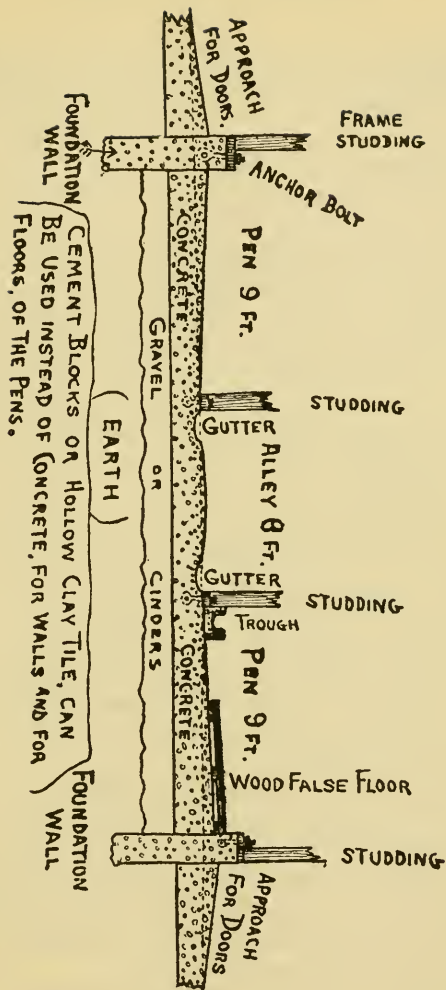 APPROACH
FOR DOORS
FRAME
STUDDING
ANCHOR BOLT
FOUNDATION
WALL
CONCRETE
PEN 9 FT.
STUDDING
GUTTER
ALLEY 8 FT.
GUTTER
STUDDING
TROUGH
PEN 9 FT.
CONCRETE
WOOD FALSE FLOOR
STUDDING
APPROACH
FOR DOORS
GRAVEL OR CINDERS
(EARTH)
FOUNDATION
WALL
CEMENT BLOCKS OR HOLLOW CLAY TILE, CAN
BE USED INSTEAD OF CONCRETE, FOR WALLS AND FOR
FLOORS, OF THE PENS.